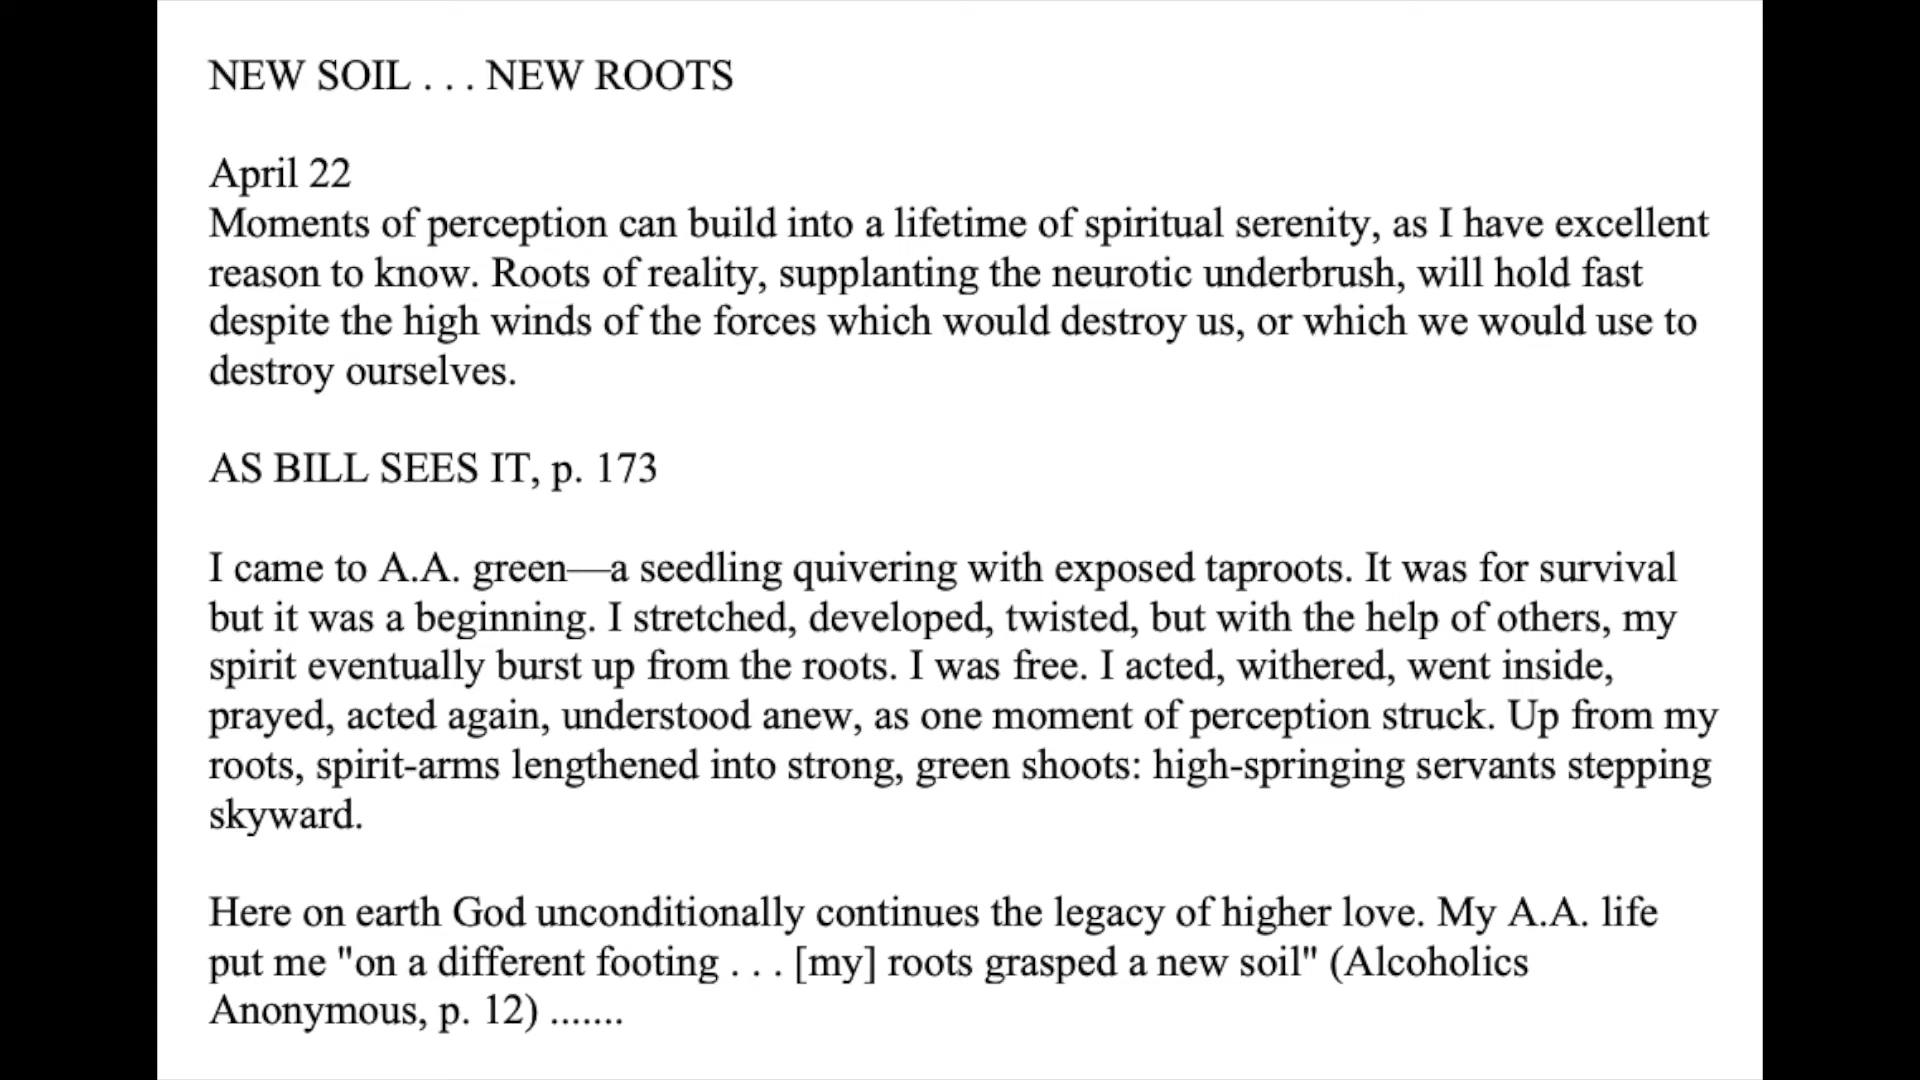 NEW SOIL . . . NEW ROOTS
April 22
Moments of perception can build into a lifetime of spiritual serenity, as I have excellent
reason to know. Roots of reality, supplanting the neurotic underbrush, will hold fast
despite the high winds of the forces which would destroy us, or which we would use to
destroy ourselves.
AS BILL SEES IT, p. 173
I came to A.A. green—a seedling quivering with exposed taproots. It was for survival
but it was a beginning. I stretched, developed, twisted, but with the help of others, my
spirit eventually burst up from the roots. I was free. I acted, withered, went inside,
prayed, acted again, understood anew, as one moment of perception struck. Up from my
roots, spirit-arms lengthened into strong, green shoots: high-springing servants stepping
skyward.
Here on earth God unconditionally continues the legacy of higher love. My A.A. life
put me "on a different footing . . . [my] roots grasped a new soil" (Alcoholics
Anonymous, p. 12) .......